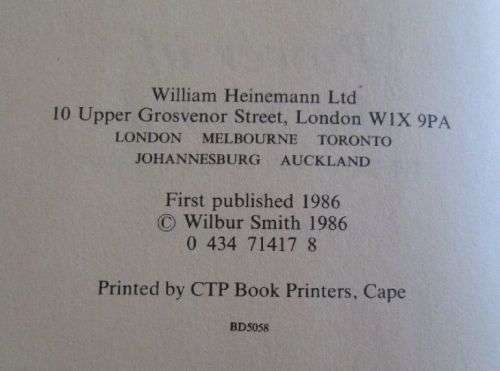 William Heinemann Ltd
10 Upper Grosvenor Street, London W1X 9PA
LONDON MELBOURNE TORONTO
JOHANNESBURG AUCKLAND
First published 1986
© Wilbur Smith 1986
0 434 71417 8
Printed by CTP Book Printers, Cape
BD5058